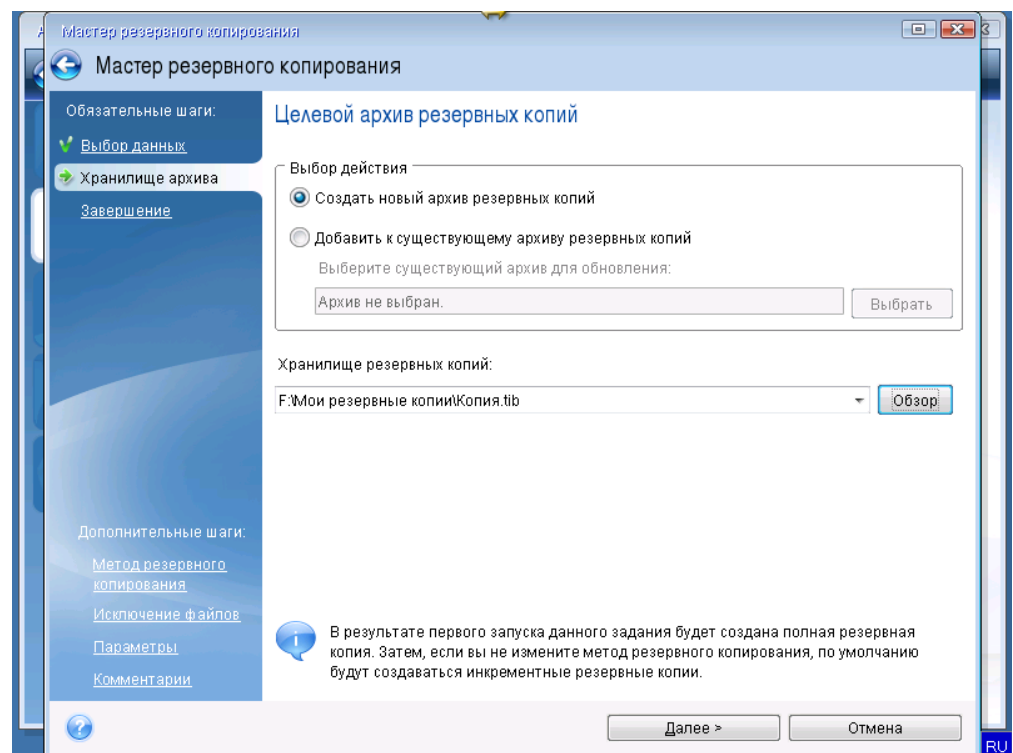 Мастер резервного копирования
Мастер резервного копирования
Обязательные шаги:
Выбор данных
Хранилище архива
Завершение
Дополнительные шаги:
Метод резервного
копирования
Исключение файлов
Параметры
Комментарии
Целевой архив резервных копий
Выбор действия
Создать новый архив резервных копий
Добавить к существующему архиву резервных копий
Выберите существующий архив для обновления:
Архив не выбран.
Выбрать
Хранилище резервных копий:
F:\Мои резервные копии\Копия.tib
Обзор
В результате первого запуска данного задания будет создана полная резервная
копия. Затем, если вы не измените метод резервного копирования, по умолчанию
будут создаваться инкрементные резервные копии.
Далее >
Отмена
RU